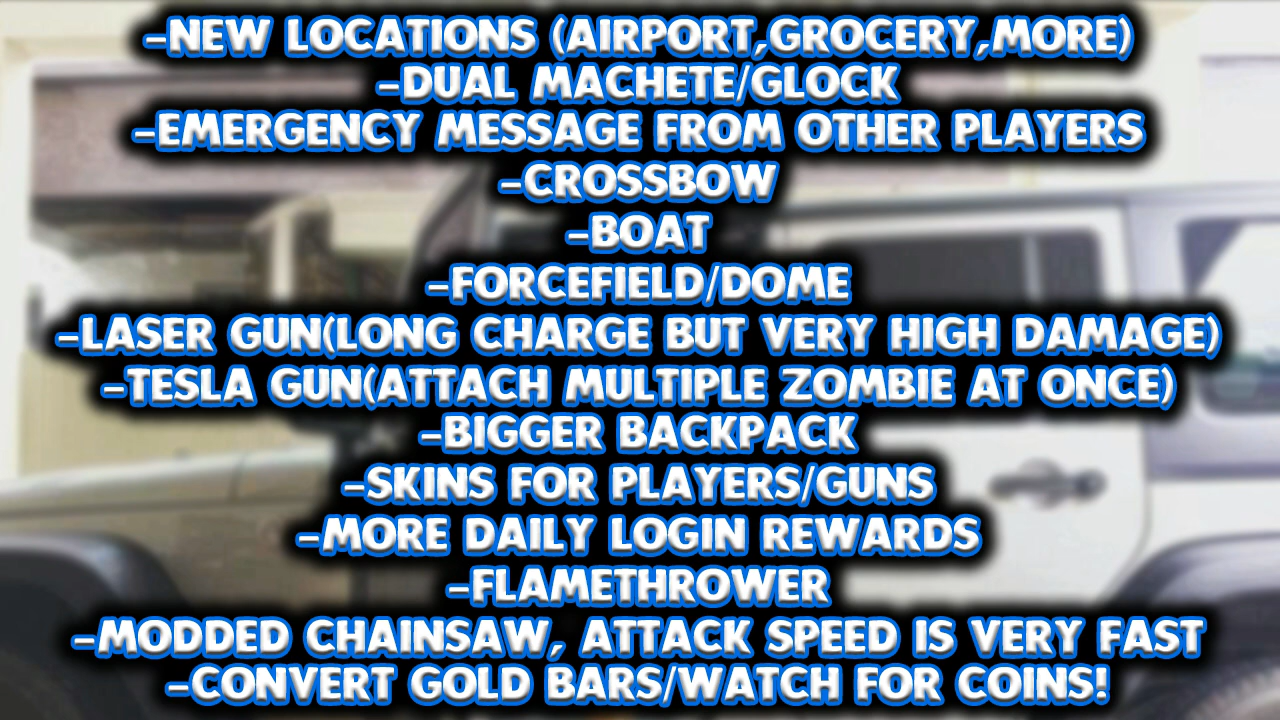 -NEW LOCATIONS (AIRPORT,GROCERY,MORE)
-DUAL MACHETE/GLOCK
-EMERGENCY MESSAGE FROM OTHER PLAYERS
-CROSSBOW
-BOAT
-FORCEFIELD/DOME
-LASER GUN(LONG CHARGE BUT VERY HIGH DAMAGE)
-TESLA GUN(ATTACH MULTIPLE ZOMBIE AT ONCE)
-BIGGER BACKPACK
-SKINS FOR PLAYERS/GUNS
-MORE DAILY LOGIN REWARDS
-FLAMETHROWER
-MODDED CHAINSAW, ATTACK SPEED IS VERY FAST
-CONVERT GOLD BARS/WATCH FOR COINS!